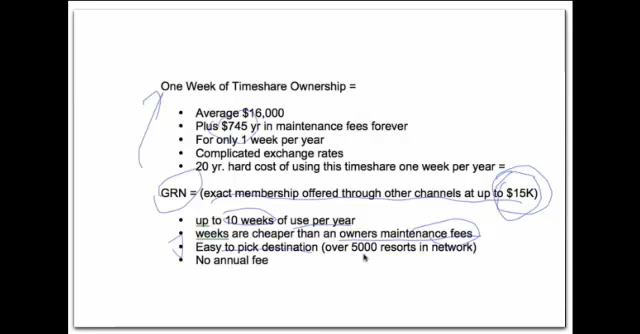 One Week of Timeshare Ownership =
• Average $16,000
• Plus $745 yr in maintenance fees forever
• For only 1 week per year
• Complicated exchange rates
• 20 yr. hard cost of using this timeshare one week per year =
GRN = (exact membership offered through other channels at up to $15K)
• up to 10 weeks of use per year
• weeks are cheaper than an owners maintenance fees
• Easy to pick destination (over 5000 resorts in network)
• No annual fee